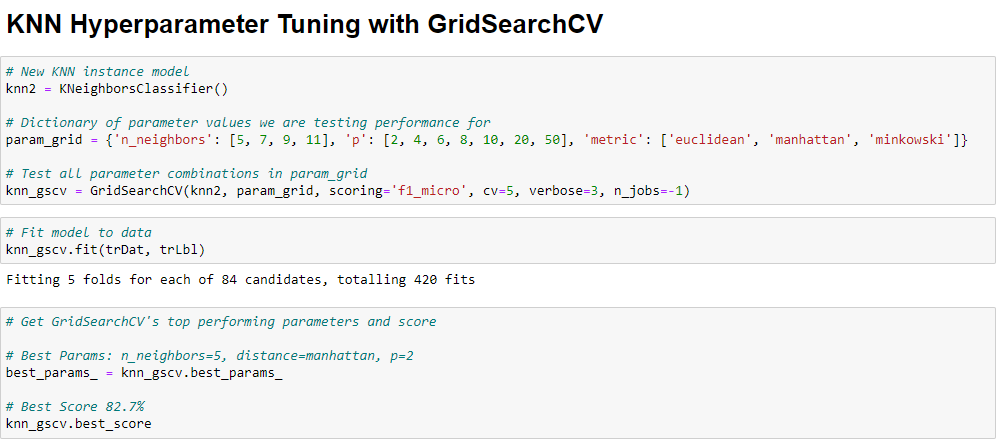 KNN Hyperparameter Tuning with GridSearchCV
# New KNN instance model
knn2 = KNeighborsClassifier()
# Dictionary of parameter values we are testing performance for
param_grid = {'n_neighbors': [5, 7, 9, 11], 'p': [2, 4, 6, 8, 10, 20, 50], 'metric': ['euclidean', 'manhattan', 'minkowski']}
# Test all parameter combinations in param_grid
knn_gscv = GridSearchCV(knn2, param_grid, scoring='f1_micro', cv=5, verbose=3, n_jobs=-1)
# Fit model to data
knn_gscv.fit(trDat, trLbl)
Fitting 5 folds for each of 84 candidates, totalling 420 fits
# Get GridSearchCV's top performing parameters and score
# Best Params: n_neighbors=5, distance=manhattan, p=2
best_params_ = knn_gscv.best_params_
# Best Score 82.7%
knn_gscv.best_score